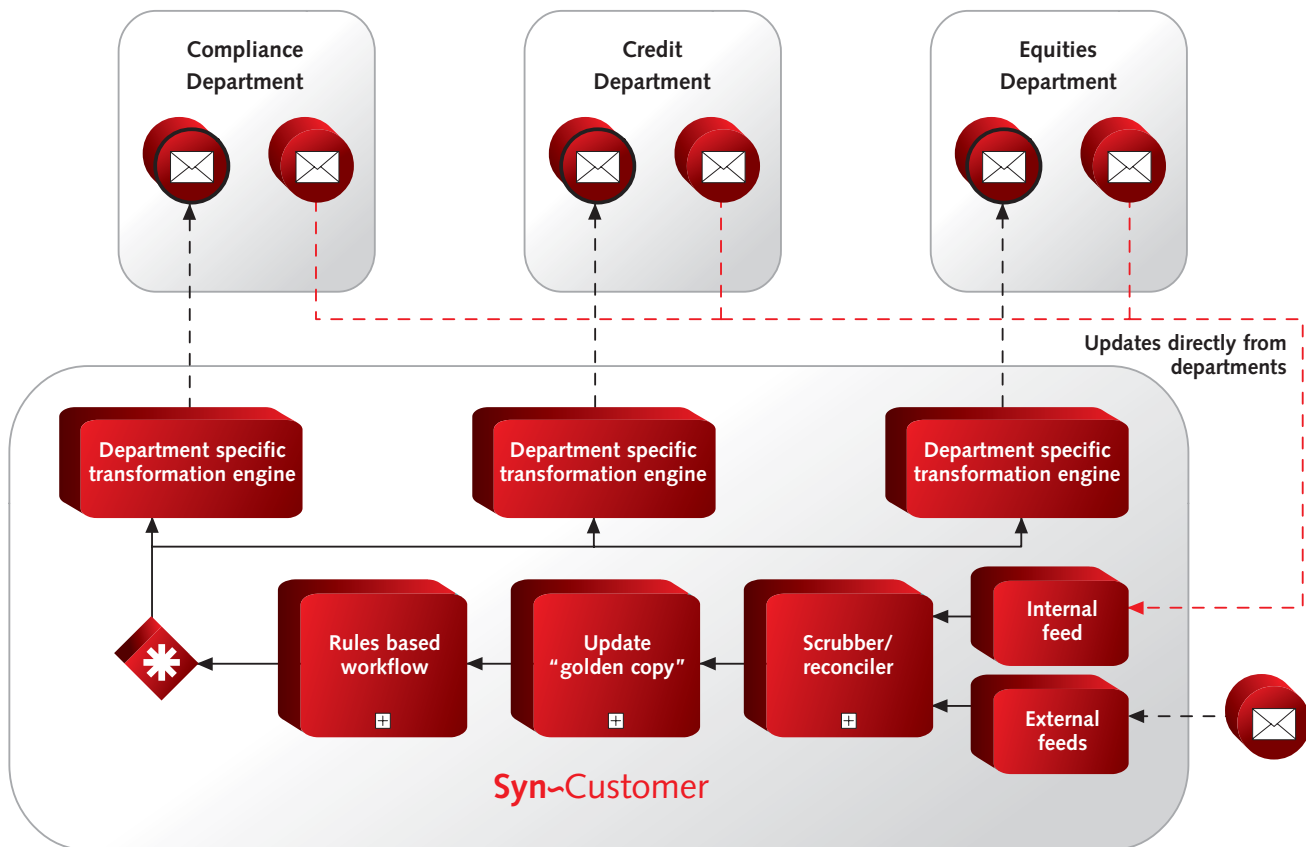 Compliance
Department
Credit
Department
Equities
Department
Updates directly from
departments
Department specific
transformation engine
Department specific
transformation engine
Department specific
transformation engine
Rules based
workflow
Update
“golden copy”
Scrubber/
reconciler
Internal
feed
External
feeds
Syn~Customer